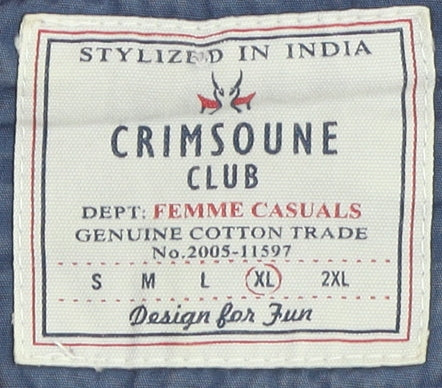 STYLIZED IN INDIA
CRIMSOUNE
CLUB
DEPT: FEMME CASUALS
GENUINE COTTON TRADE
No.2005-11597
S M L XL 2XL
Design for Fun